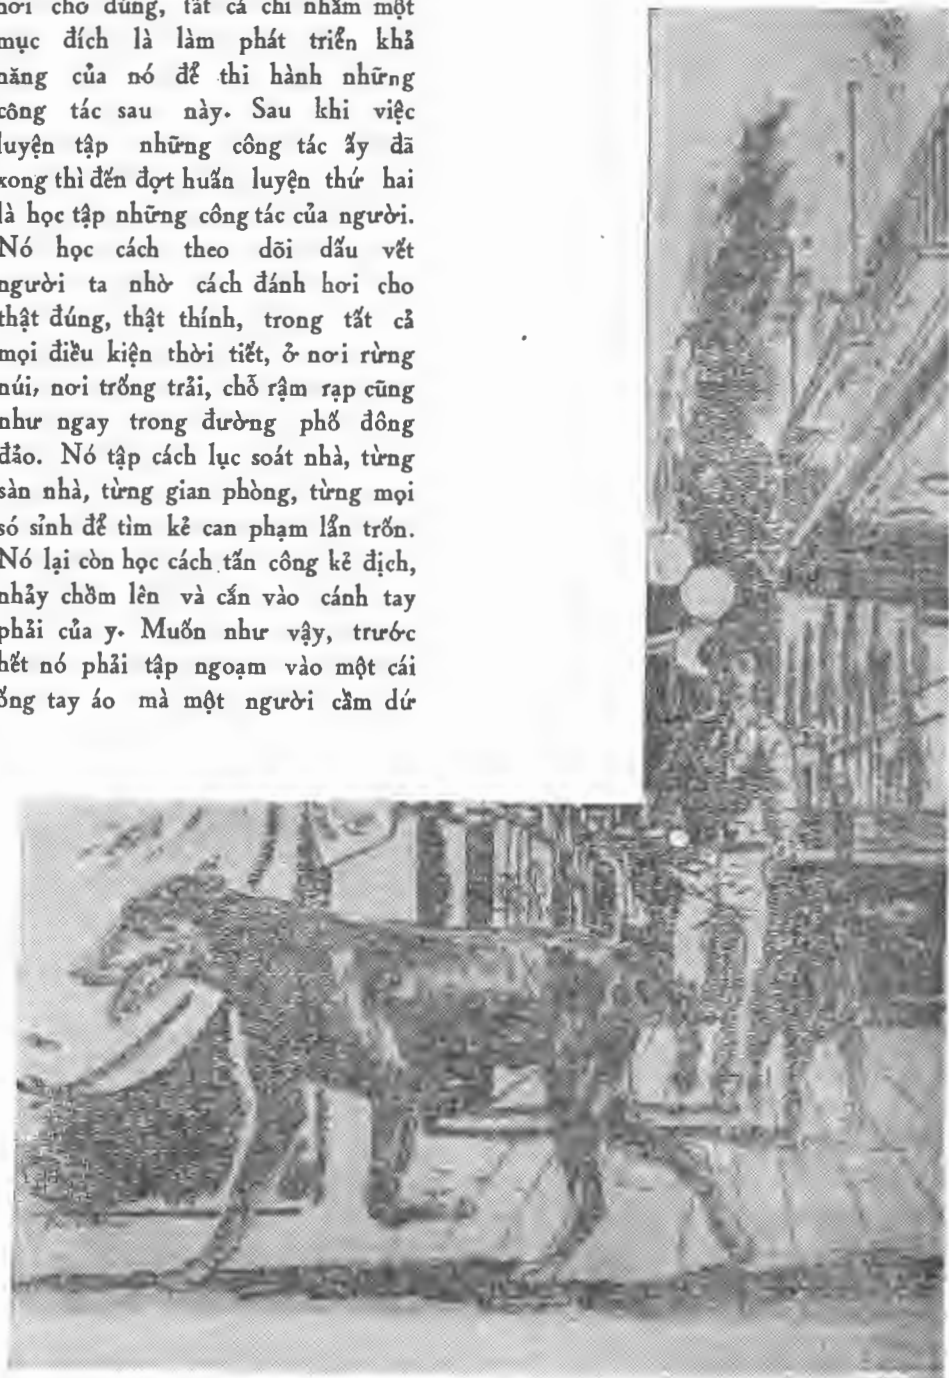 hơi cho đúng, tất cả chỉ nhằm một
mục đích là làm phát triển khả
năng của nó để thi hành những
công tác sau này. Sau khi việc
luyện tập những công tác ấy đã
xong thì đến đợt huấn luyện thứ hai
là học tập những công tác của người.
Nó học cách theo dõi dấu vết
người ta nhờ cách đánh hơi cho
thật đúng, thật thính, trong tất cả
mọi điều kiện thời tiết, ở nơi rừng
núi, nơi trống trải, chỗ rậm rạp cũng
như ngay trong đường phố đông
đảo. Nó tập cách lục soát nhà, từng
sàn nhà, từng gian phòng, từng mọi
só sỉnh để tìm kẻ can phạm lẩn trốn.
Nó lại còn học cách tấn công kẻ địch,
nhảy chồm lên và cắn vào cánh tay
phải của y. Muốn như vậy, trước
hết nó phải tập ngoạm vào một cái
ống tay áo mà một người cầm dứ